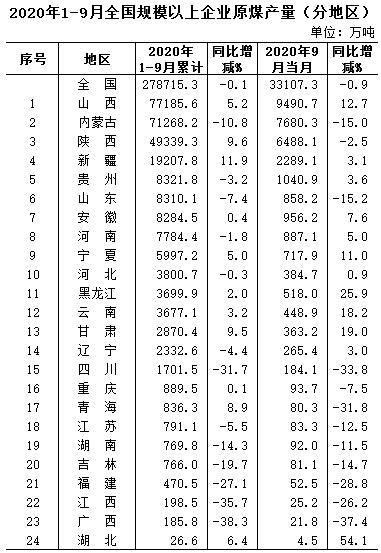 2020年1-9月全国规模以上企业原煤产量（分地区）
单位：万吨
序号 地区 2020年1-9月累计 同比增减% 2020年9月当月 同比增减%
全国 278715.3 -0.1 33107.3 -0.9
1 山西 77185.6 5.2 9490.7 12.7
2 内蒙古 71268.2 -10.8 7680.3 -15.0
3 陕西 49339.3 9.6 6488.1 -2.5
4 新疆 19207.8 11.9 2289.1 3.1
5 贵州 8321.8 -3.2 1040.9 3.6
6 山东 8310.1 -7.4 858.2 -15.2
7 安徽 8284.5 0.4 956.2 7.6
8 河南 7784.4 -1.8 887.1 5.0
9 宁夏 5997.2 5.0 717.9 11.0
10 河北 3800.7 -0.3 384.7 0.9
11 黑龙江 3699.9 2.0 518.0 25.9
12 云南 3677.1 3.2 448.9 18.2
13 甘肃 2870.4 9.5 363.2 19.0
14 辽宁 2332.6 -4.4 265.4 3.0
15 四川 1701.5 -31.7 184.1 -33.8
16 重庆 889.5 0.1 93.7 -7.5
17 青海 836.3 8.9 80.3 -31.8
18 江苏 791.1 -5.5 83.3 -12.5
19 湖南 769.8 -14.3 92.0 -11.5
20 吉林 766.0 -19.7 81.1 -14.7
21 福建 470.5 -27.1 52.5 -28.8
22 江西 198.5 -35.7 25.2 -26.2
23 广西 185.8 -38.3 21.8 -37.4
24 湖北 26.6 6.4 4.5 54.1